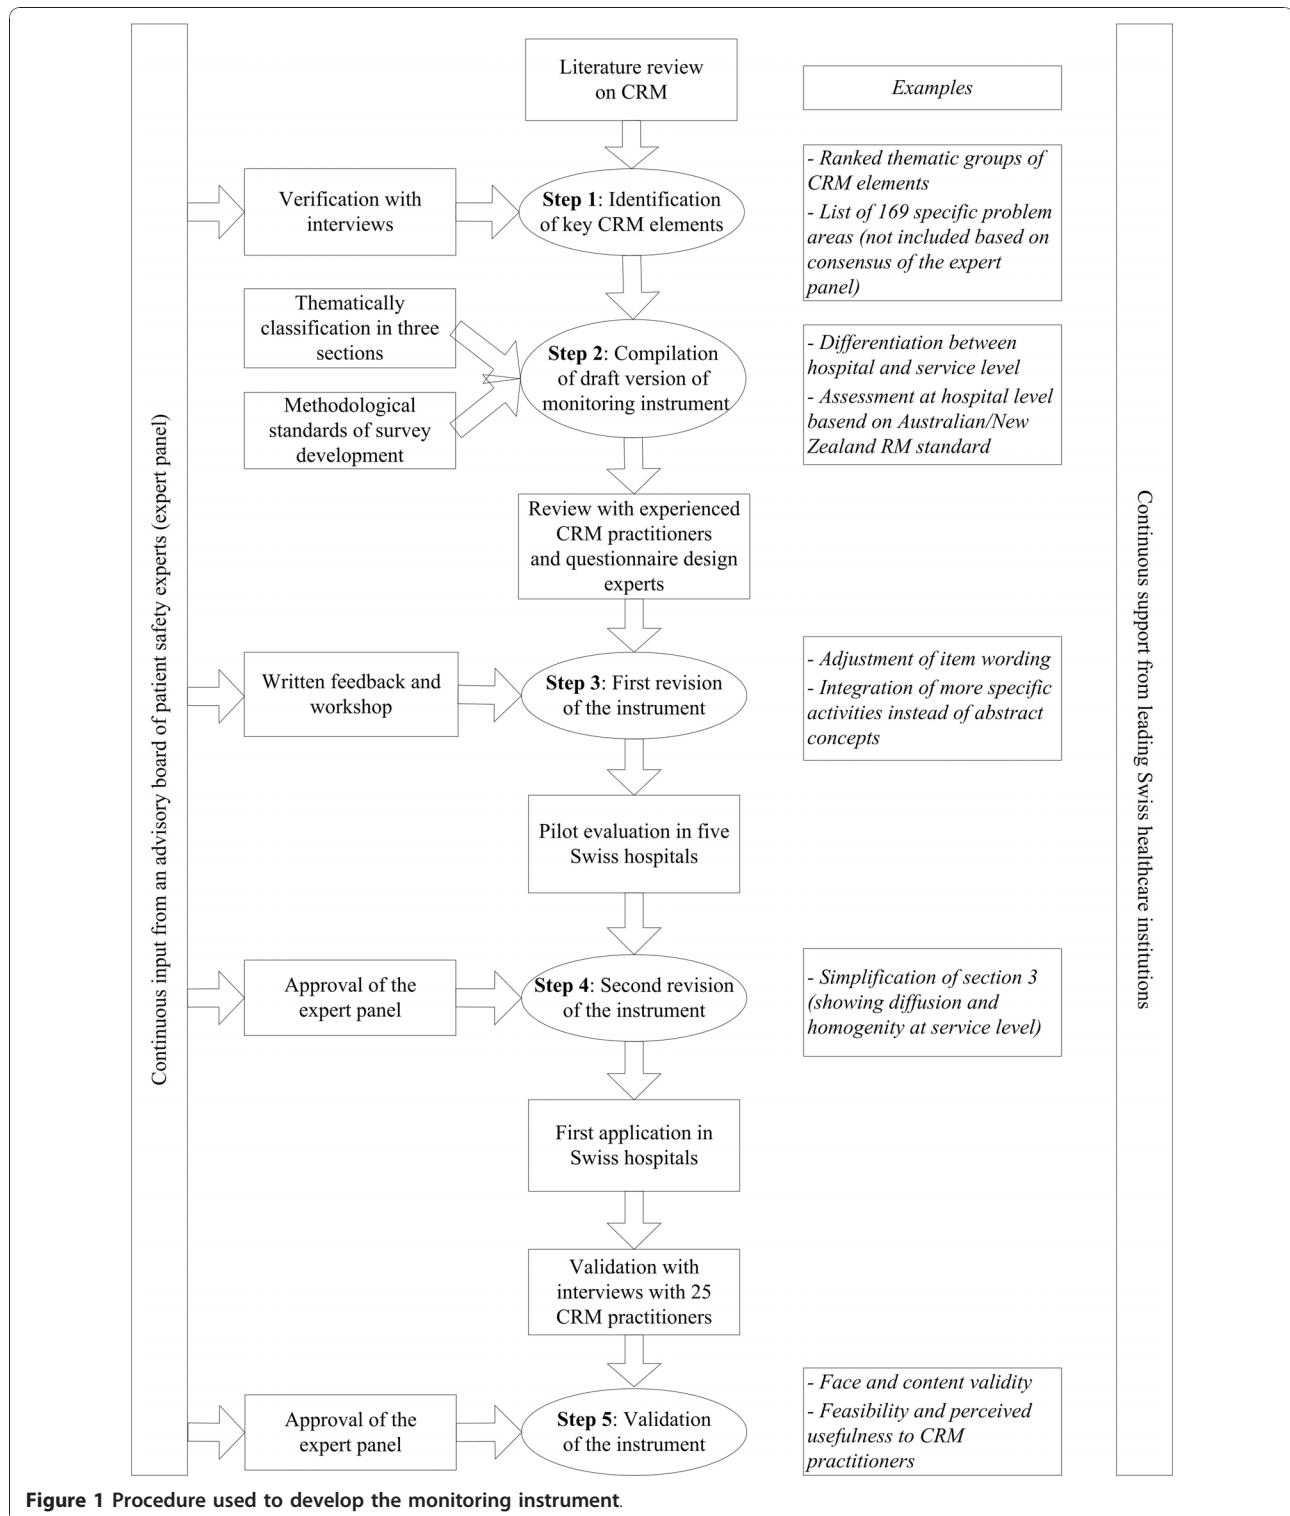 Literature review
on CRM
Examples
Verification with
interviews
Step 1: Identification
of key CRM elements
- Ranked thematic groups of
CRM elements
- List of 169 specific problem
areas (not included based on
consensus of the expert
panel)
Thematically
classification in three
sections
Methodological
standards of survey
development
Step 2: Compilation
of draft version of
monitoring instrument
- Differentiation between
hospital and service level
- Assessment at hospital level
basend on Australian/New
Zealand RM standard
Review with experienced
CRM practitioners
and questionnaire design
experts
Written feedback and
workshop
Step 3: First revision
of the instrument
- Adjustment of item wording
- Integration of more specific
activities instead of abstract
concepts
Pilot evaluation in five
Swiss hospitals
Approval of the
expert panel
Step 4: Second revision
of the instrument
- Simplification of section 3
(showing diffusion and
homogenity at service level)
First application in
Swiss hospitals
Validation with
interviews with 25
CRM practitioners
Approval of the
expert panel
Step 5: Validation
of the instrument
- Face and content validity
- Feasibility and perceived
usefulness to CRM
practitioners
Continuous input from an advisory board of patient safety experts (expert panel)
Continuous support from leading Swiss healthcare institutions
Figure 1 Procedure used to develop the monitoring instrument.